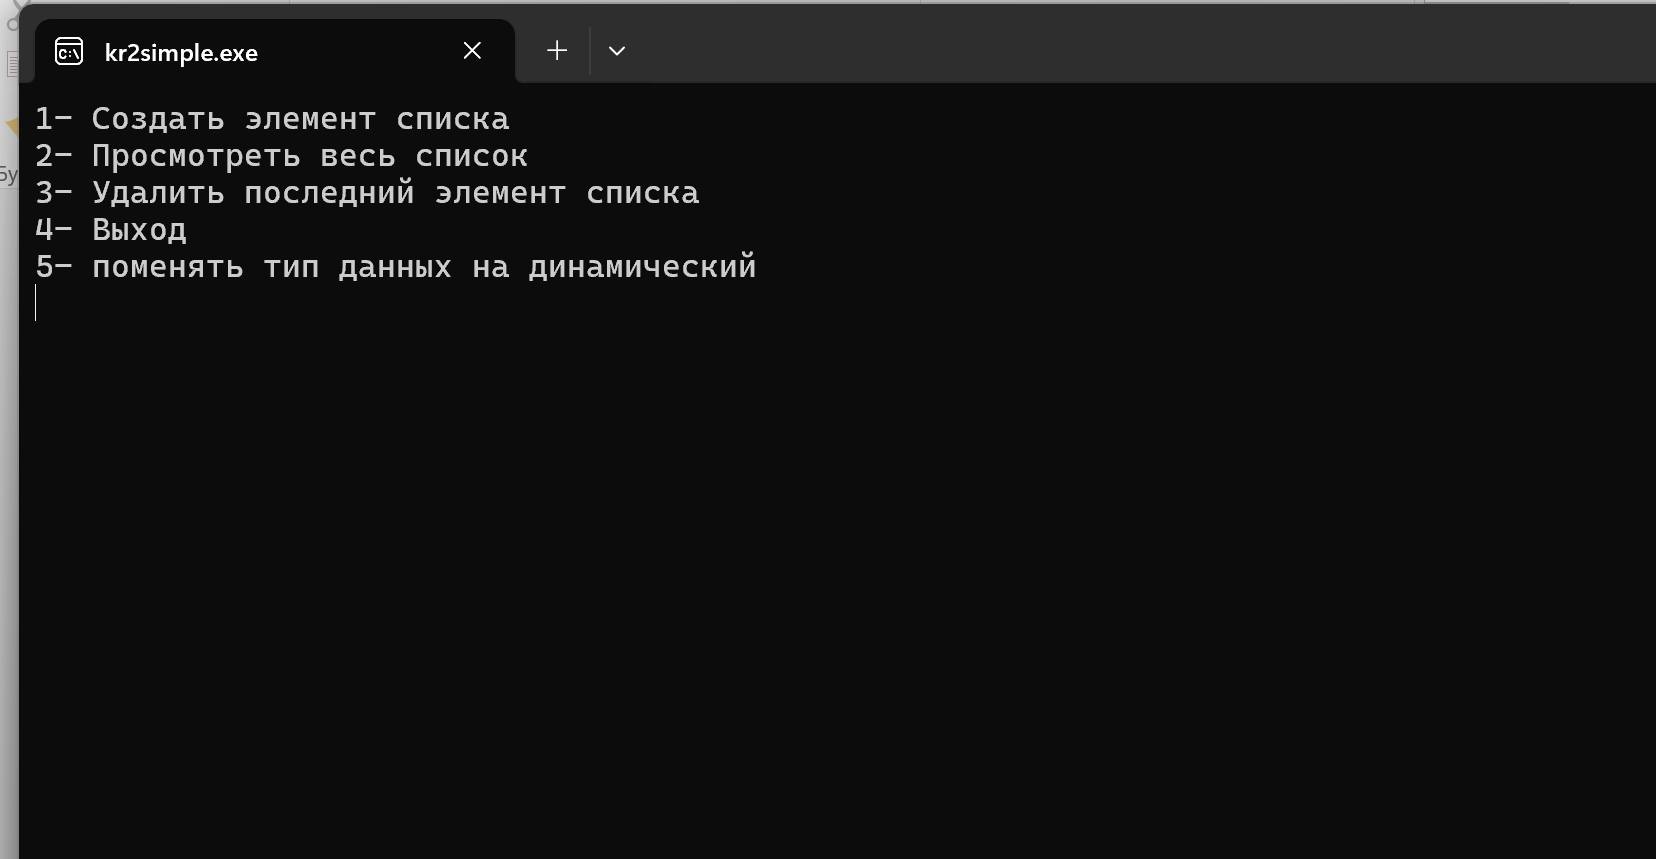 kr2simple.exe
1- Создать элемент списка
2- Просмотреть весь список
3- Удалить последний элемент списка
4- Выход
5- поменять тип данных на динамический